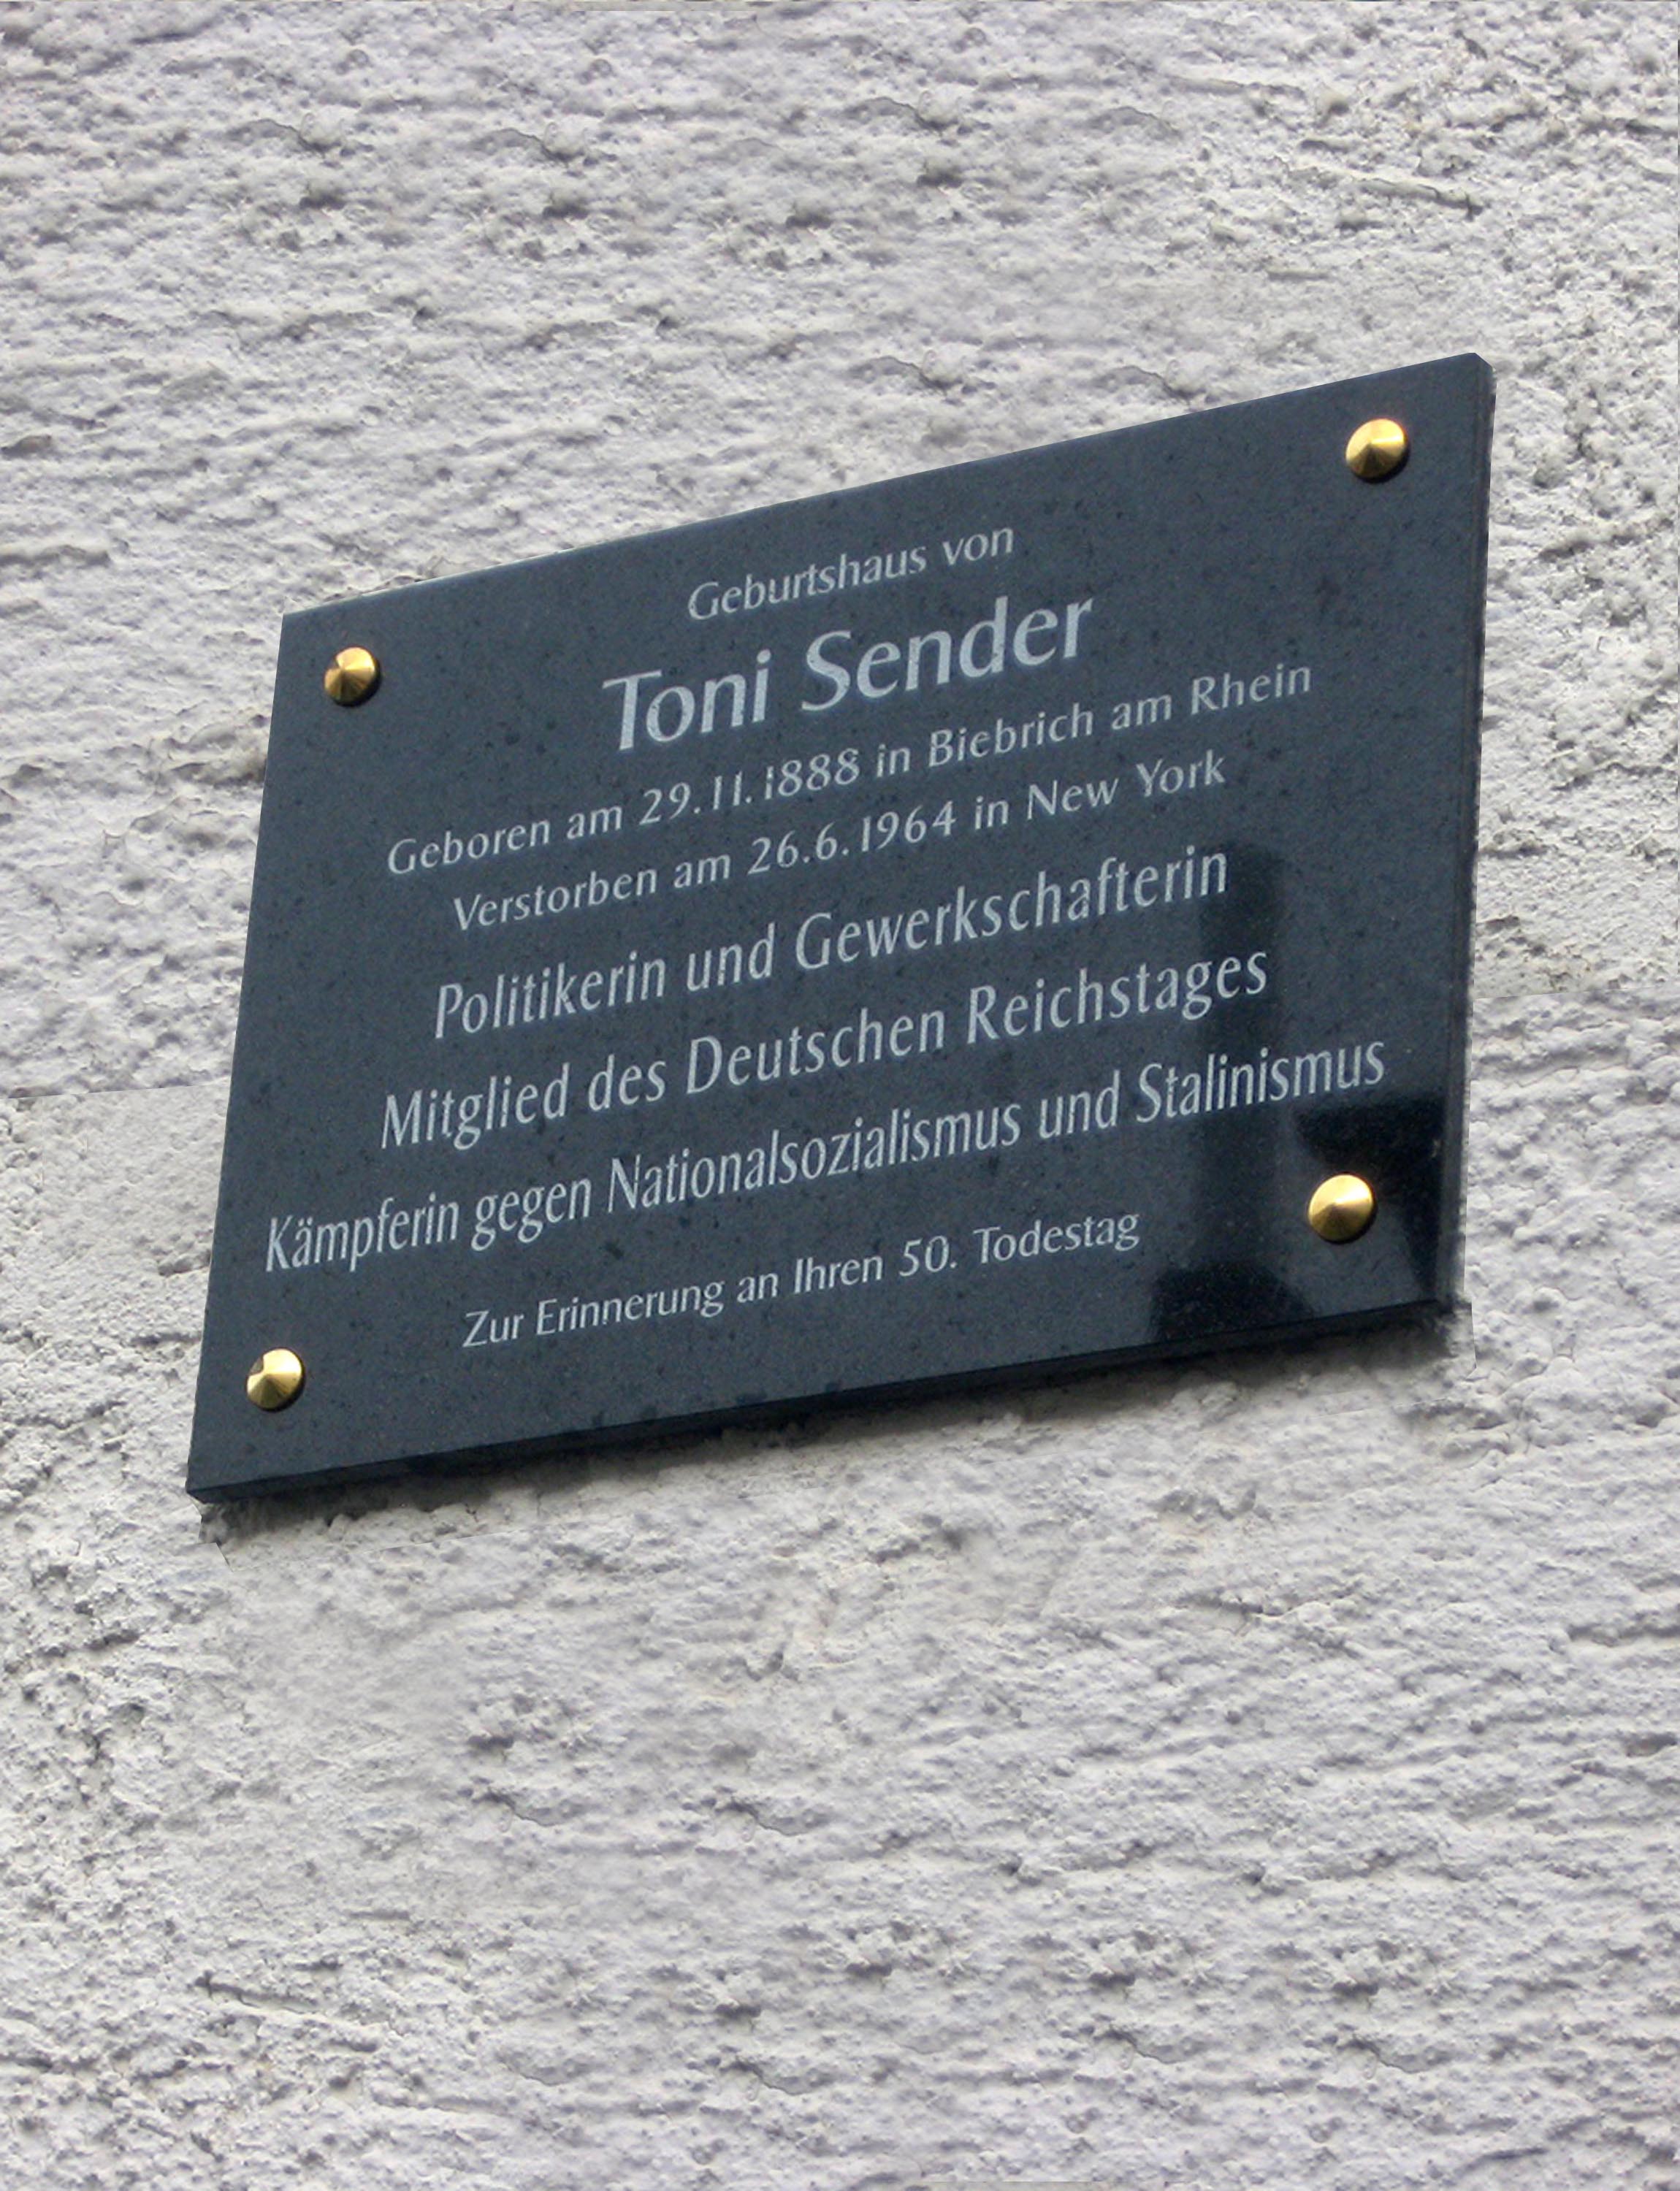 Geburtshaus von
Toni Sender
Geboren am 29.11.1888 in Biebrich am Rhein
Verstorben am 26.6.1964 in New York
Politikerin und Gewerkschafterin
Mitglied des Deutschen Reichstages
Kämpferin gegen Nationalsozialismus und Stalinismus
Zur Erinnerung an Ihren 50. Todestag